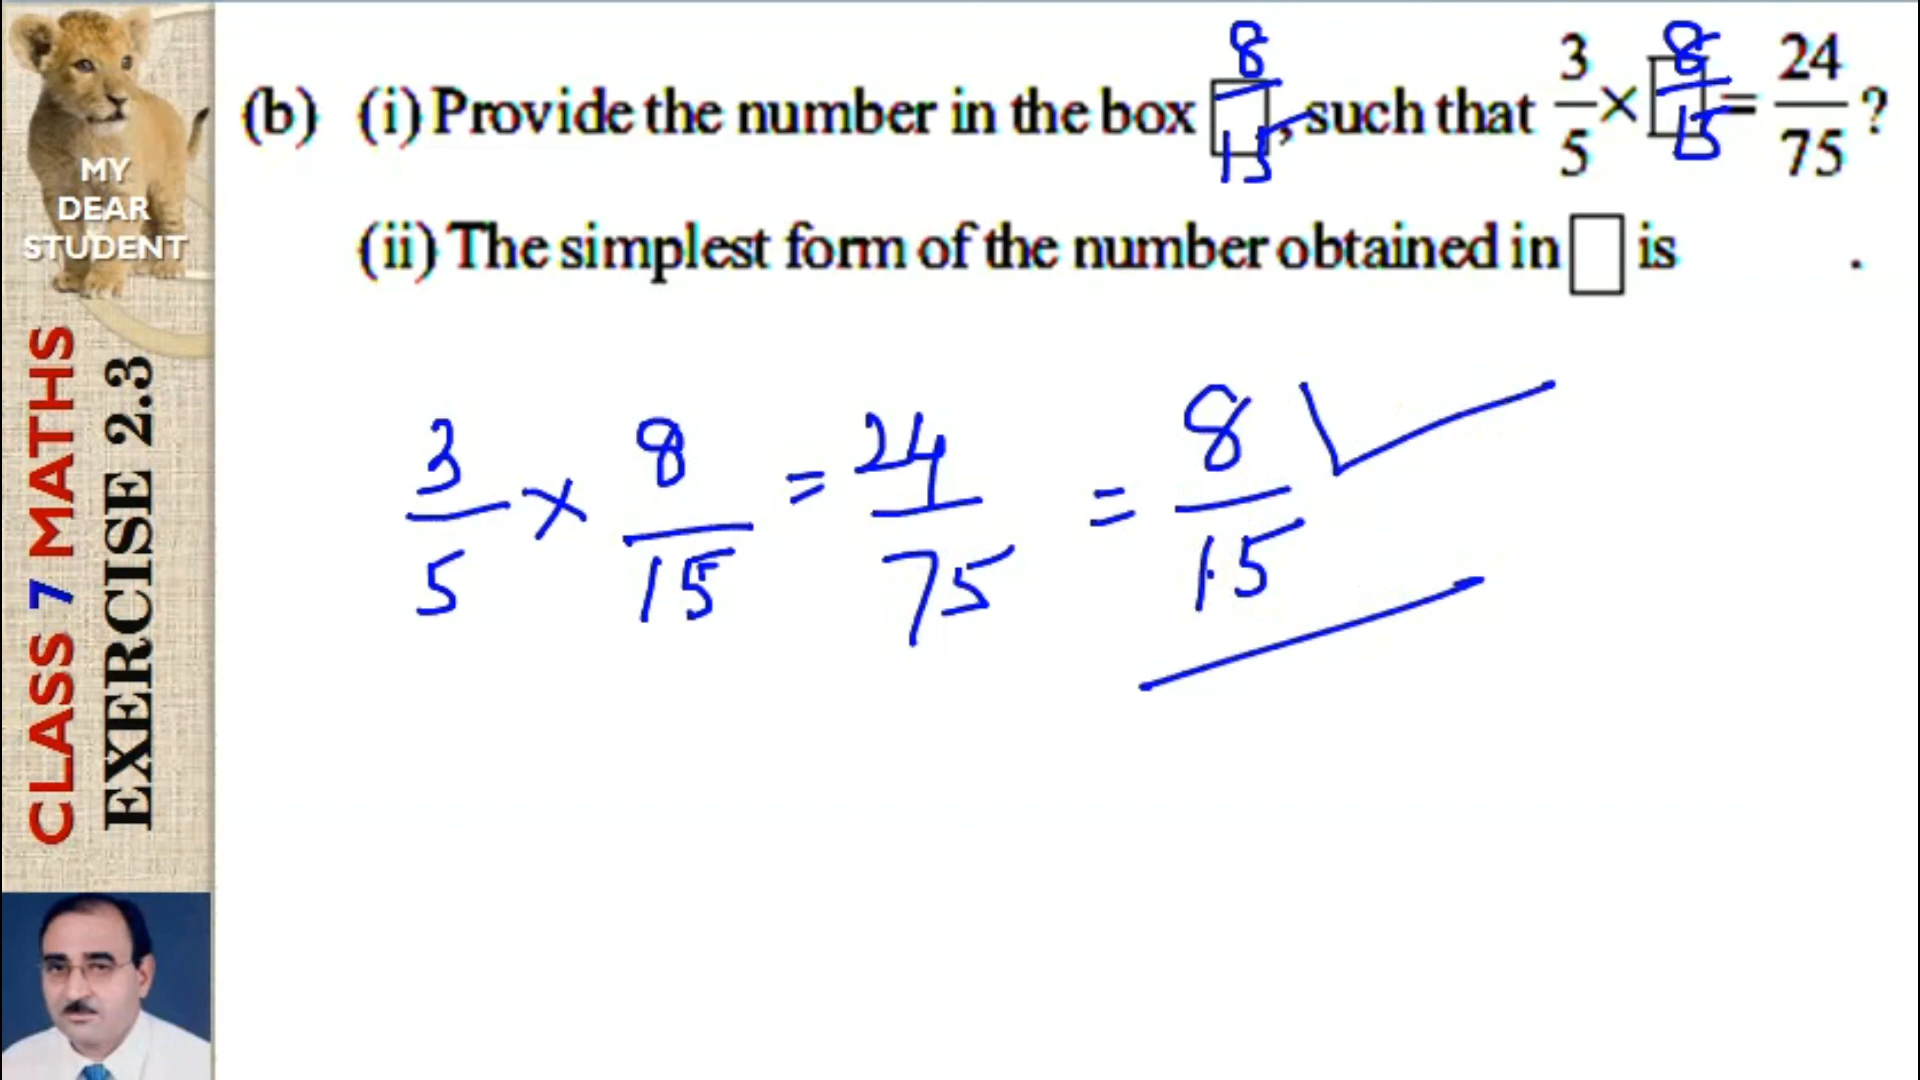 MY
DEAR
STUDENT
CLASS 7 MATHS
EXERCISE 2.3
(b) (i) Provide the number in the box □ 8/15, such that 3/5 × □ 8/15 = 24/75 ?
(ii) The simplest form of the number obtained in □ is .
3/5 × 8/15 = 24/75 = 8/15 ✓